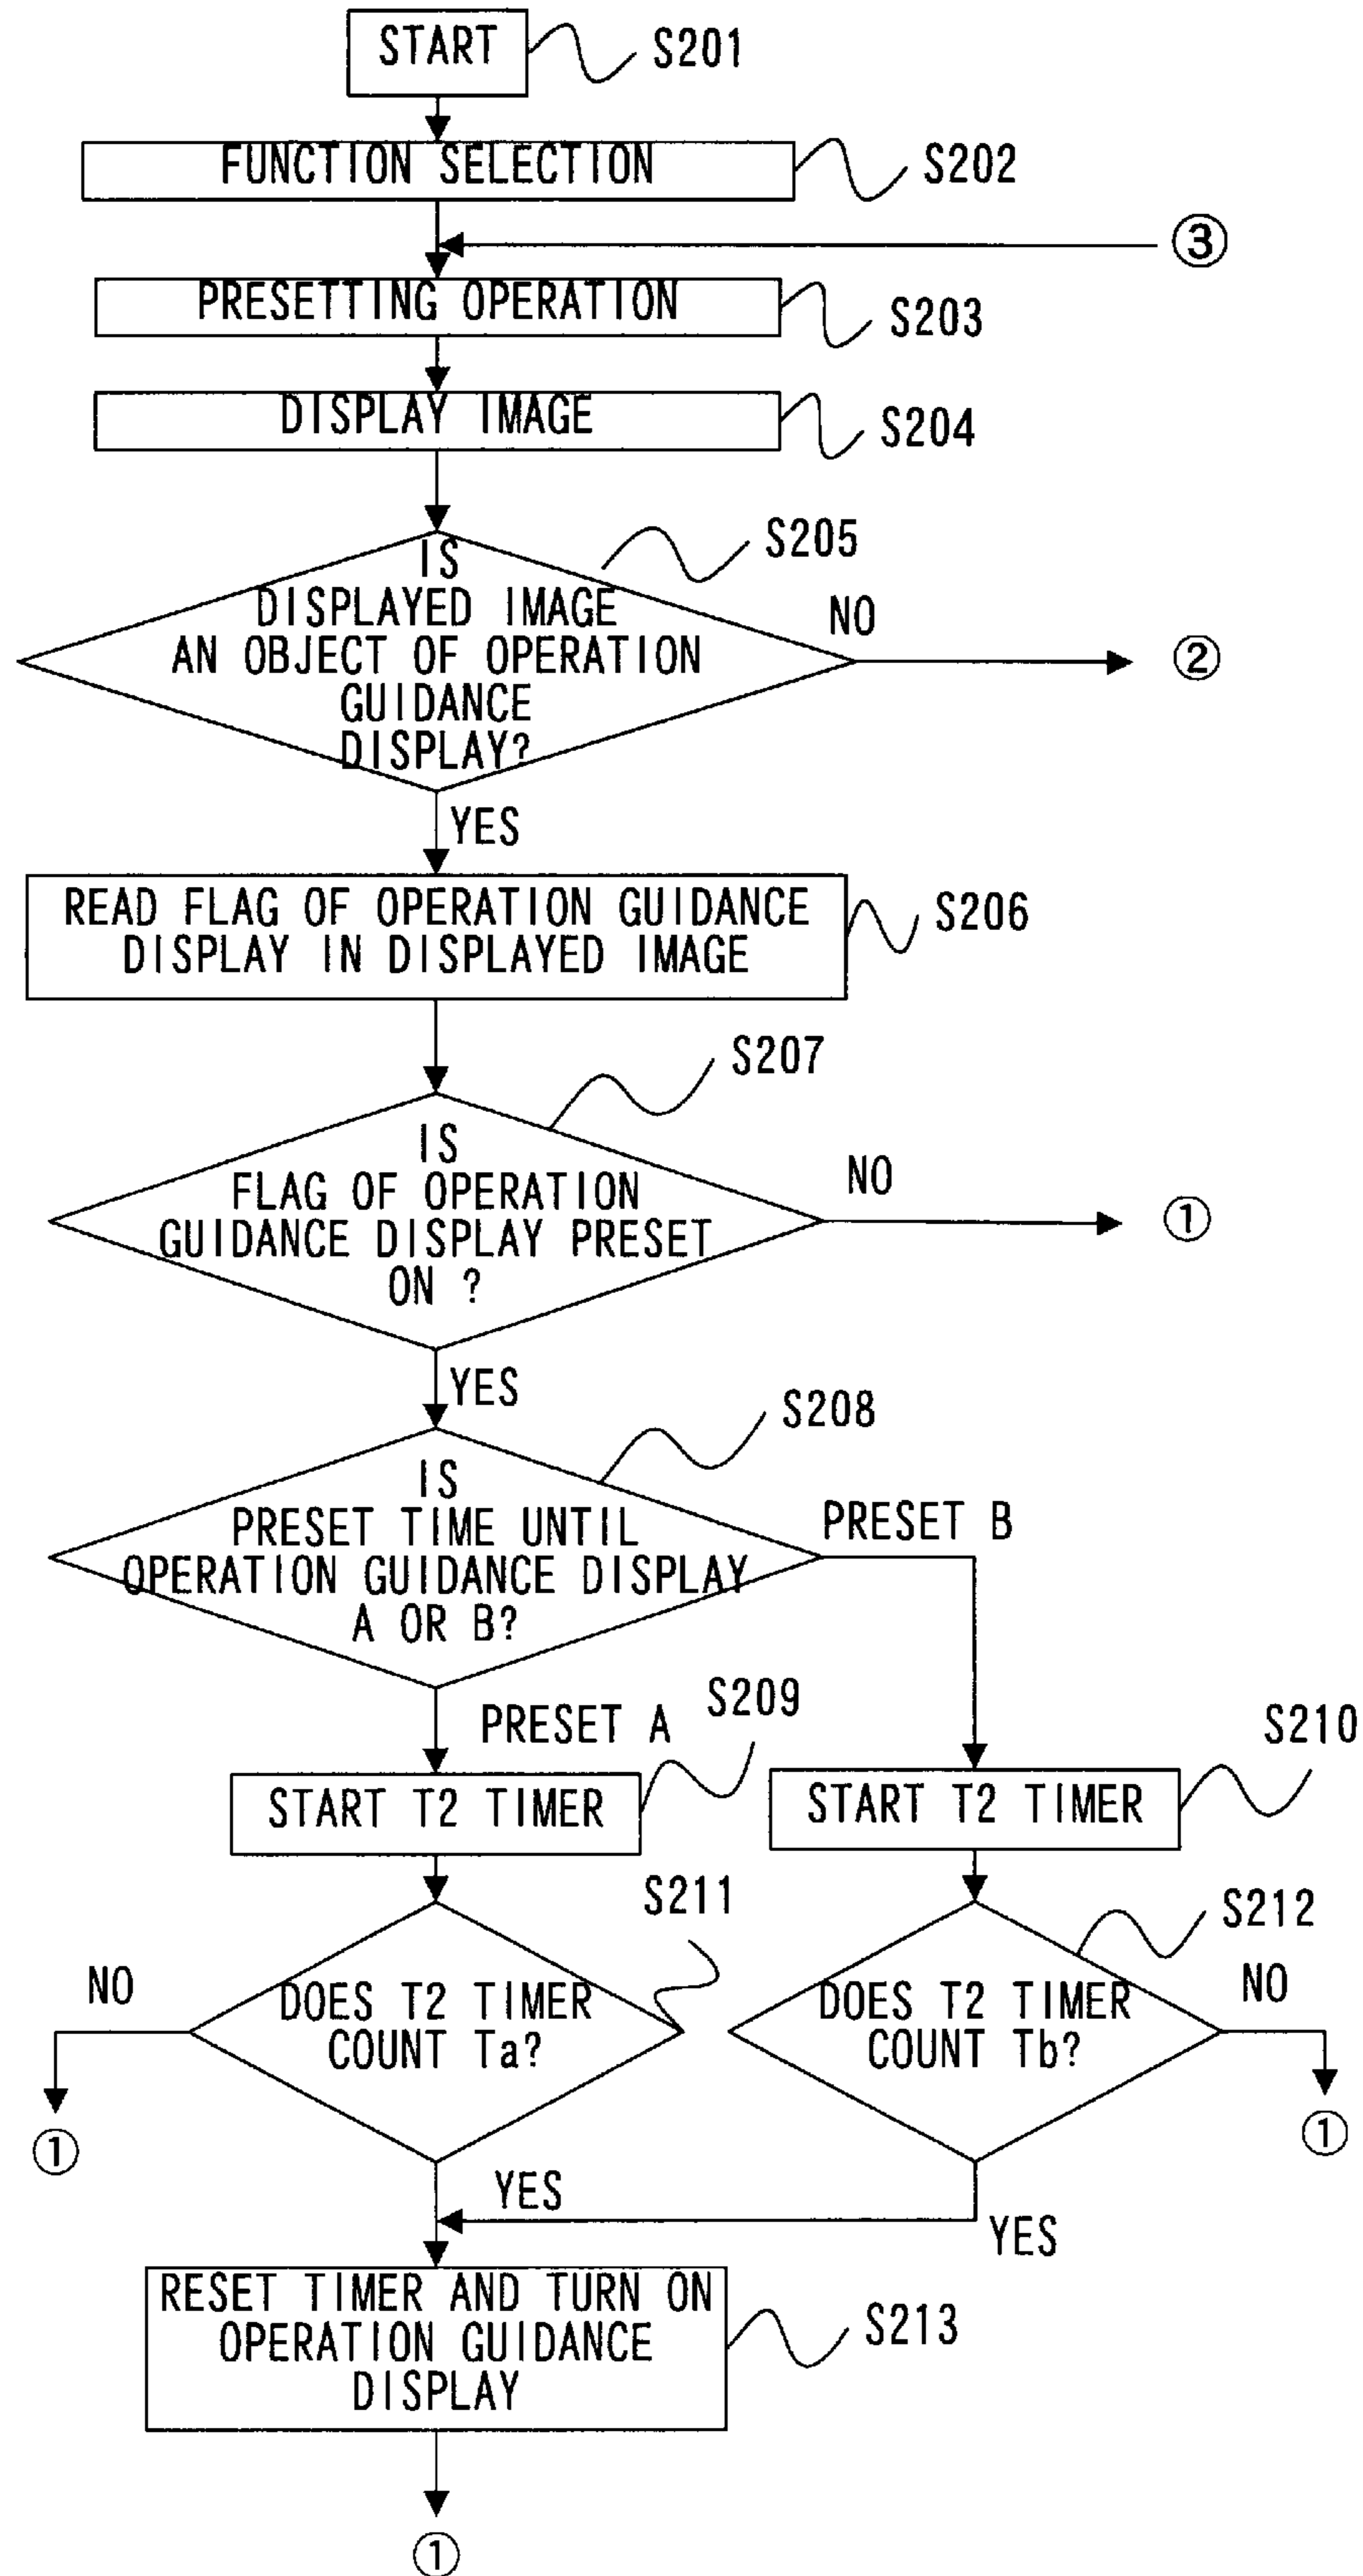 START
S201
FUNCTION SELECTION
S202
③
PRESETTING OPERATION
S203
DISPLAY IMAGE
S204
S205
IS
DISPLAYED IMAGE
AN OBJECT OF OPERATION
GUIDANCE
DISPLAY?
NO
②
YES
READ FLAG OF OPERATION GUIDANCE
DISPLAY IN DISPLAYED IMAGE
S206
S207
IS
FLAG OF OPERATION
GUIDANCE DISPLAY PRESET
ON ?
NO
①
YES
S208
IS
PRESET TIME UNTIL
OPERATION GUIDANCE DISPLAY
A OR B?
PRESET B
PRESET A
S209
START T2 TIMER
S210
START T2 TIMER
S211
DOES T2 TIMER
COUNT Ta?
NO
①
S212
DOES T2 TIMER
COUNT Tb?
NO
①
YES
YES
RESET TIMER AND TURN ON
OPERATION GUIDANCE
DISPLAY
S213
①